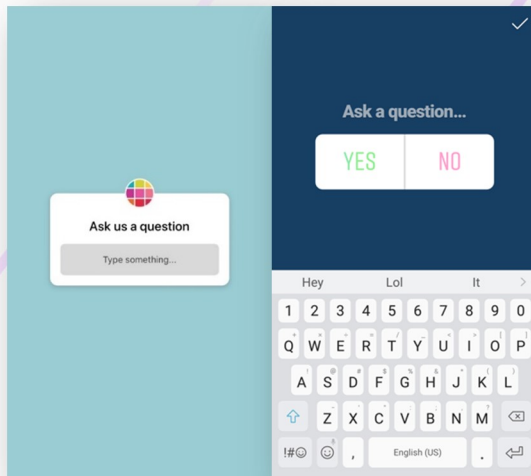 Ask us a question
Type something...
Ask a question...
YES NO
Hey Lol It
1 2 3 4 5 6 7 8 9 0
Q W E R T Y U I O P
A S D F G H J K L
Z X C V B N M
!#☺ , English (US) .